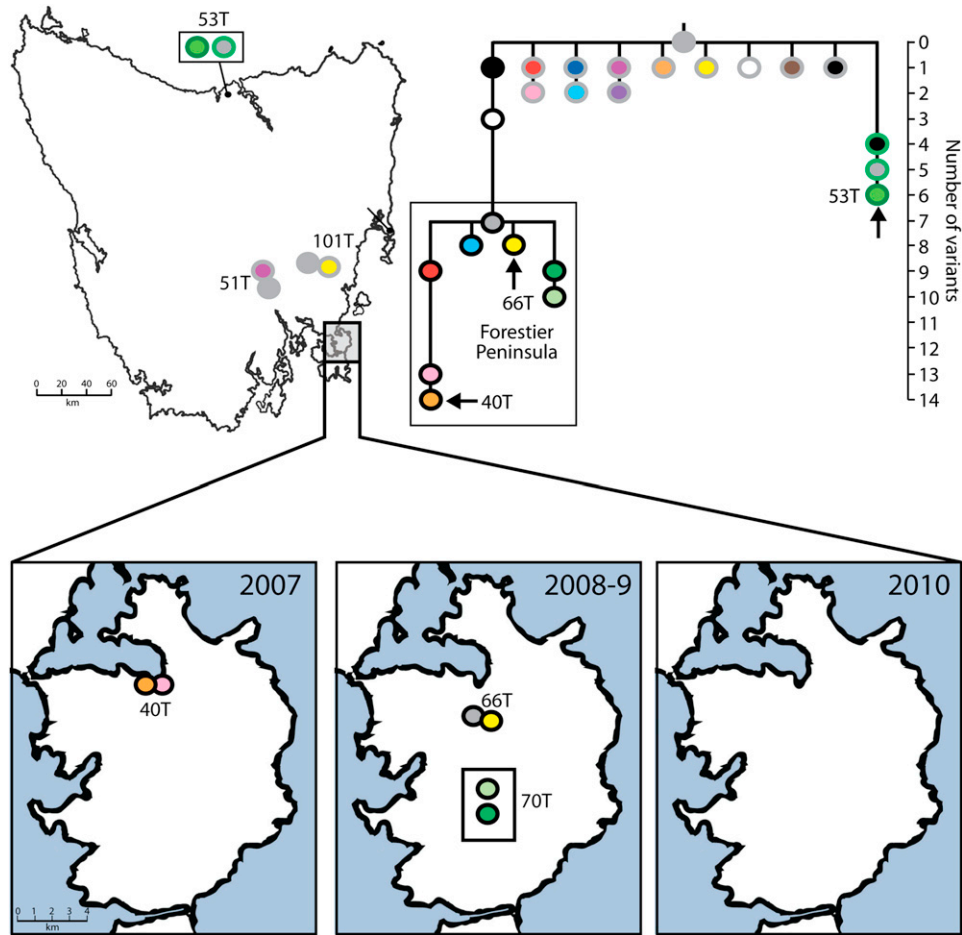 53T
101T
51T
0 20 40 60
km
0
1
2
3
4
5
6
7
8
9
10
11
12
13
14
Number of variants
53T
66T
Forestier
Peninsula
40T
2007
40T
0 1 2 3 4
km
2008-9
66T
70T
2010